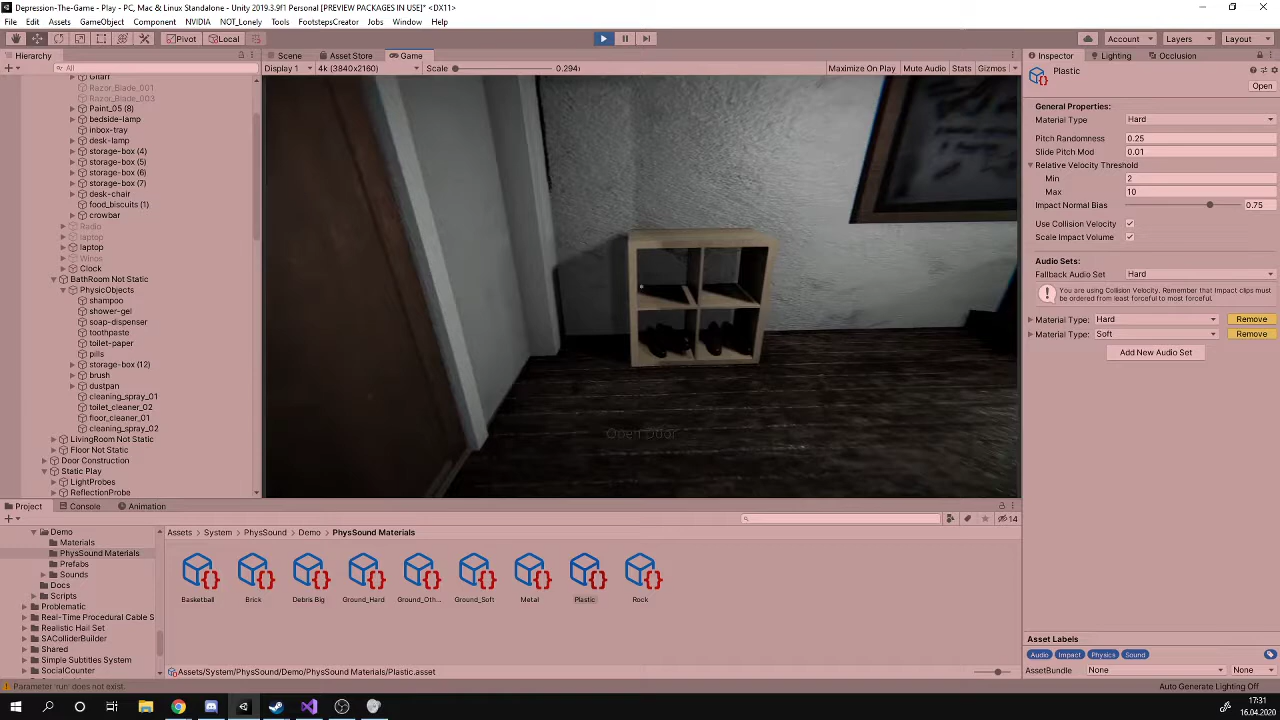 Depression-The-Game - Play - PC, Mac & Linux Standalone - Unity 2019.3.9f1 Personal [PREVIEW PACKAGES IN USE]* <DX11>
File Edit Assets GameObject Component NVIDIA NOT_Lonely FootstepsCreator Jobs Window Help
Pivot Local Account Layers Layout
Hierarchy
All
Gitarr
Razor_Blade_001
Razor_Blade_003
Paint_05 (8)
bedside-lamp
inbox-tray
desk-lamp
storage-box (4)
storage-box (5)
storage-box (6)
storage-box (7)
desk-chair
food_biscuits (1)
crowbar
Radio
laptop
laptop
Winos
Clock
BathRoom Not Static
PhysicObjects
shampoo
shower-gel
soap-dispenser
toothpaste
toilet-paper
pills
storage-box (12)
brush
dustpan
cleaning_spray_01
toilet_cleaner_02
floor_cleaner_01
cleaning_spray_02
LivingRoom Not Static
Floor Not Static
Door Construction
Static Play
LightProbes
ReflectionProbe
Scene Asset Store Game
Display 1 4k (3840x2160) Scale 0.294 Maximize On Play Mute Audio Stats Gizmos
Open Door
Inspector Lighting Occlusion
Plastic
Open
General Properties:
Material Type Hard
Pitch Randomness 0.25
Slide Pitch Mod 0.01
Relative Velocity Threshold
Min 2
Max 10
Impact Normal Bias 0.75
Use Collision Velocity
Scale Impact Volume
Audio Sets:
Fallback Audio Set Hard
You are using Collision Velocity. Remember that Impact clips must
be ordered from least forceful to most forceful.
Material Type: Hard Remove
Material Type: Soft Remove
Add New Audio Set
Project Console Animation
14
Demo
Materials
PhysSound Materials
Prefabs
Sounds
Docs
Scripts
Problematic
Real-Time Procedural Cable S
Realistic Hail Set
SAColliderBuilder
Shared
Simple Subtitles System
SocialCounter
Assets System PhysSound Demo PhysSound Materials
Basketball Brick Debris Big Ground_Hard Ground_Oth... Ground_Soft Metal Plastic Rock
Assets/System/PhysSound/Demo/PhysSound Materials/Plastic.asset
Asset Labels
Audio Impact Physics Sound
AssetBundle None None
Parameter 'run' does not exist.
Auto Generate Lighting Off
17:31
16.04.2020